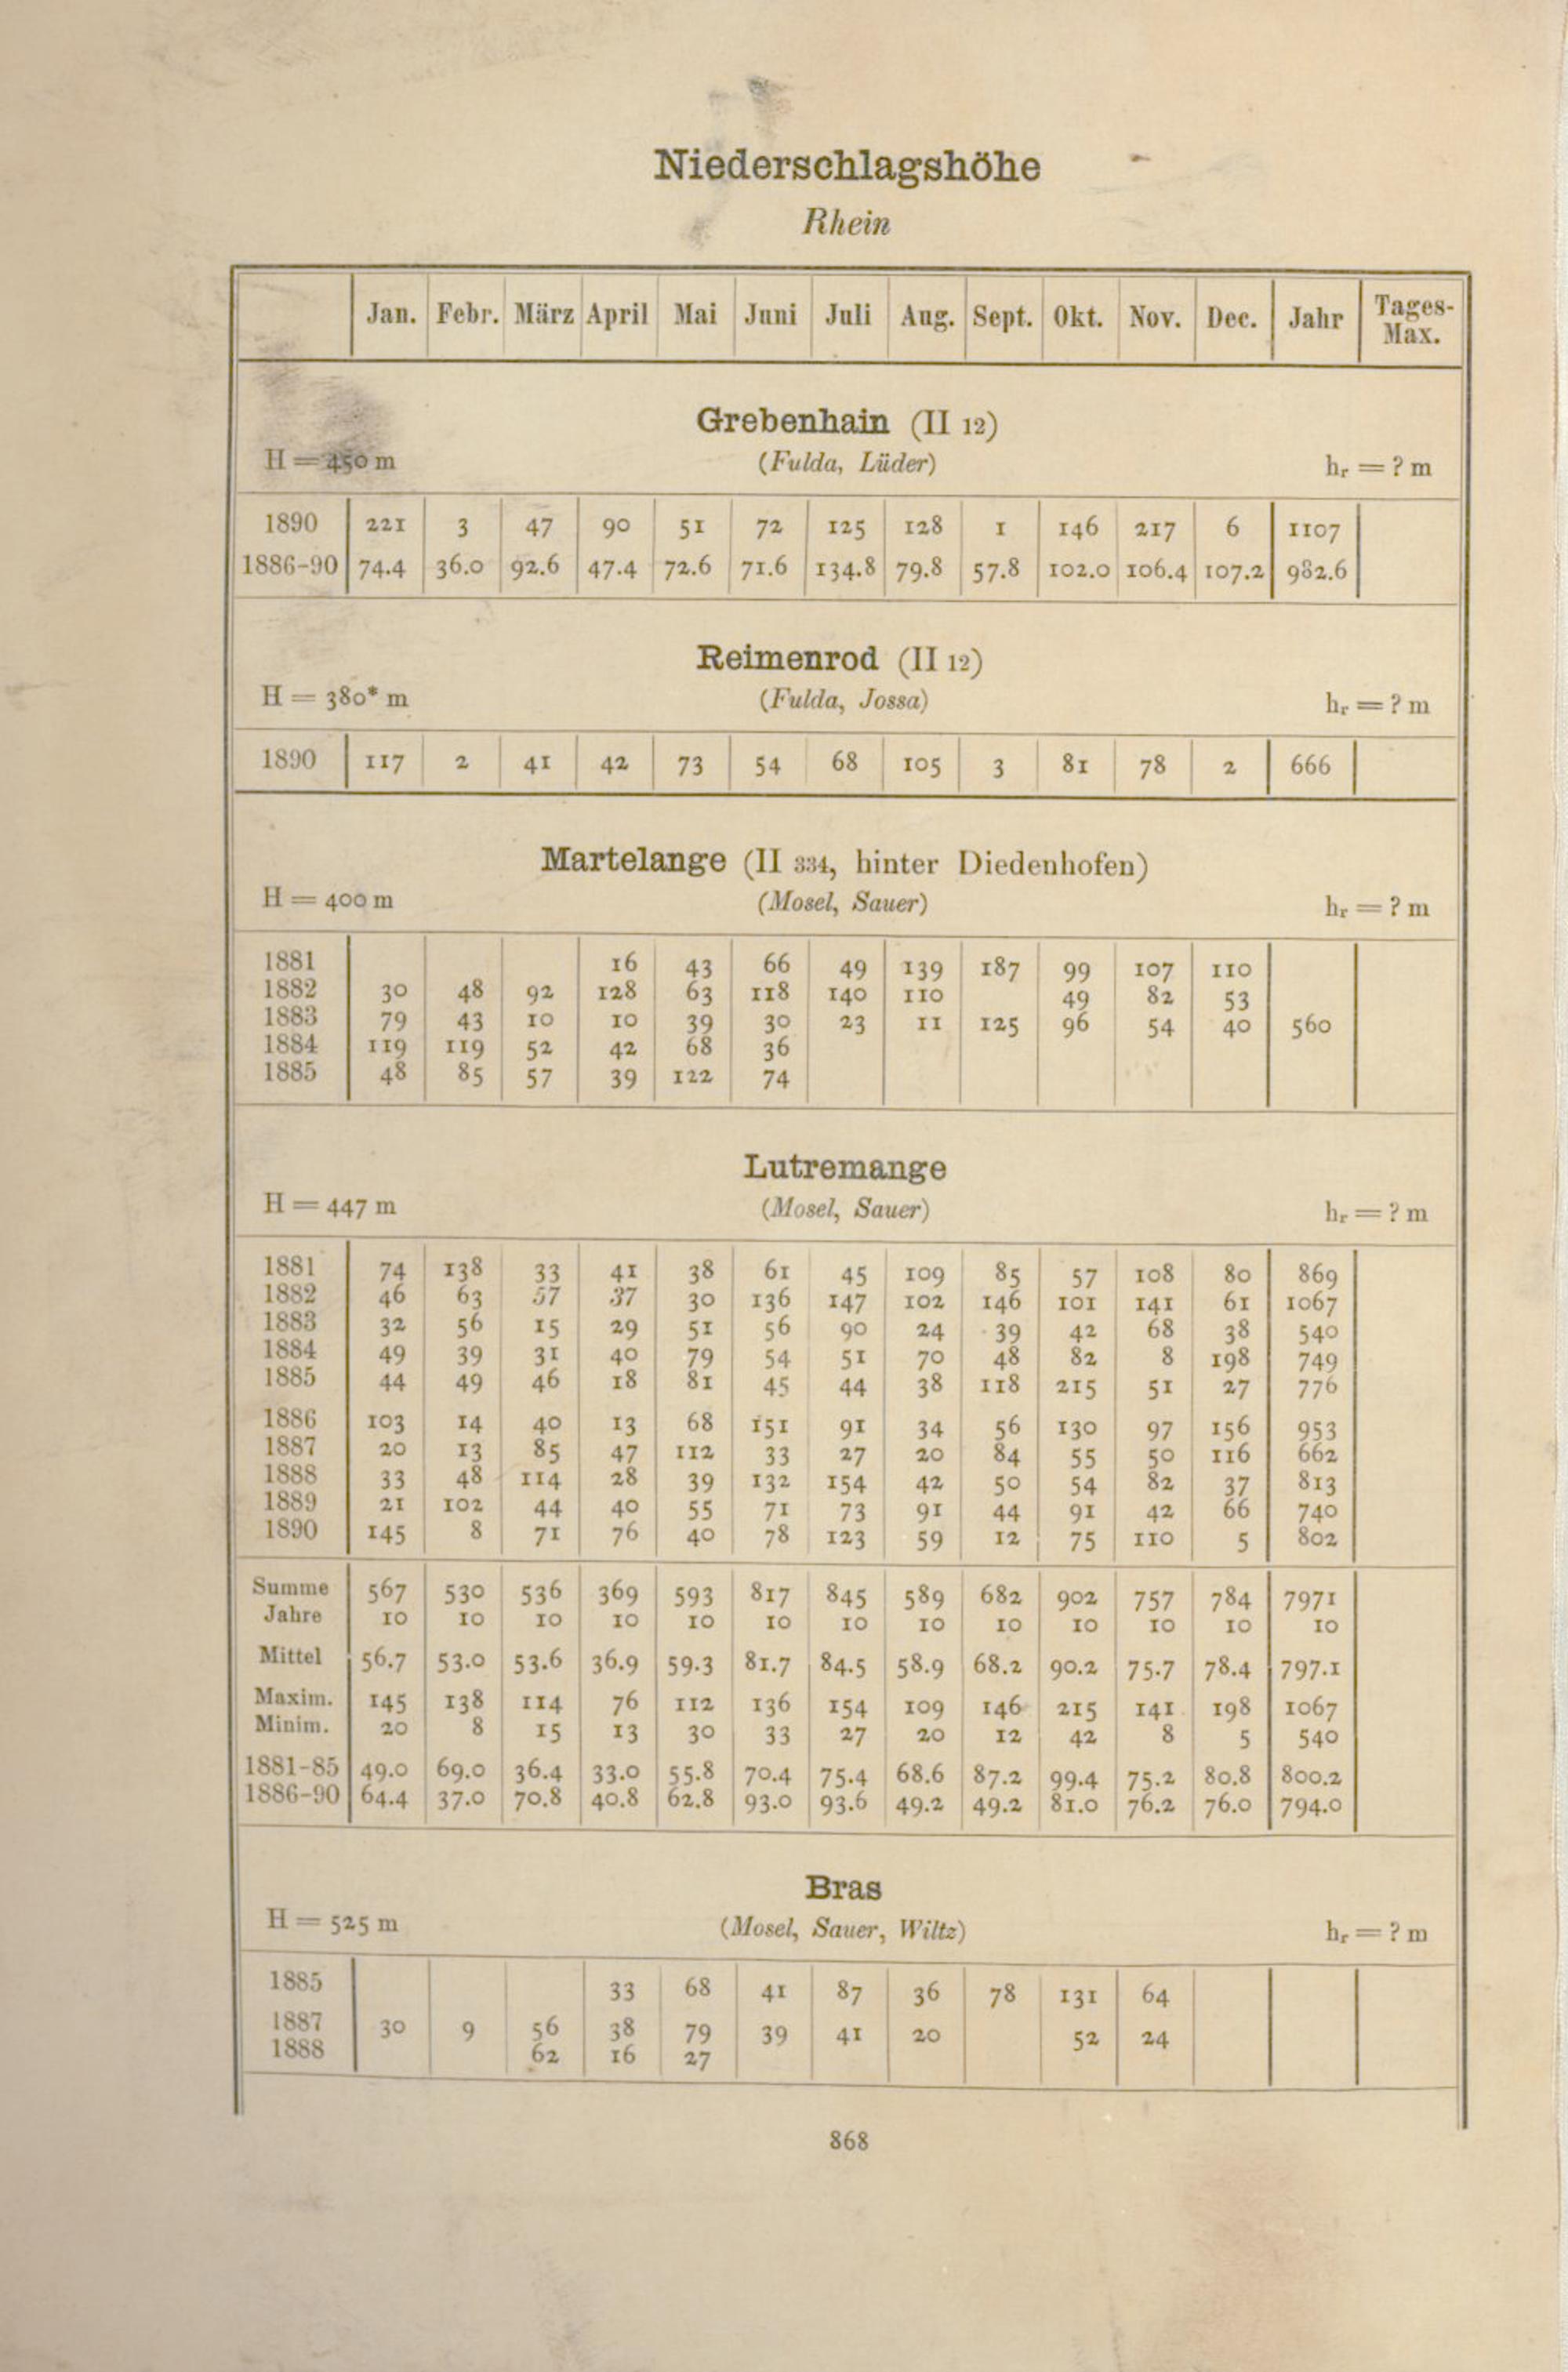 Niederschlagshöhe
Rhein
Jan. Febr. März April Mai Juni Juli Aug. Sept. Okt. Nov. Dec. Jahr Tages-Max.
Grebenhain (II 12)
H = 450 m (Fulda, Lüder) hr = ? m
1890 221 3 47 90 51 72 125 128 1 146 217 6 1107
1886-90 74.4 36.0 92.6 47.4 72.6 71.6 134.8 79.8 57.8 102.0 106.4 107.2 982.6
Reimenrod (II 12)
H = 380* m (Fulda, Jossa) hr = ? m
1890 117 2 41 42 73 54 68 105 3 81 78 2 666
Martelange (II 334, hinter Diedenhofen)
H = 400 m (Mosel, Sauer) hr = ? m
1881 16 43 66 49 139 187 99 107 110
1882 30 48 92 128 63 118 140 110 49 82 53
1883 79 43 10 10 39 30 23 11 125 96 54 40 560
1884 119 119 52 42 68 36
1885 48 85 57 39 122 74
Lutremange
H = 447 m (Mosel, Sauer) hr = ? m
1881 74 138 33 41 38 61 45 109 85 57 108 80 869
1882 46 63 57 37 30 136 147 102 146 101 141 61 1067
1883 32 56 15 29 51 56 90 24 39 42 68 38 540
1884 49 39 31 40 79 54 51 70 48 82 8 198 749
1885 44 49 46 18 81 45 44 38 118 215 51 27 776
1886 103 14 40 13 68 151 91 34 56 130 97 156 953
1887 20 13 85 47 112 33 27 20 84 55 50 116 662
1888 33 48 114 28 39 132 154 42 50 54 82 37 813
1889 21 102 44 40 55 71 73 91 44 91 42 66 740
1890 145 8 71 76 40 78 123 59 12 75 110 5 802
Summe 567 530 536 369 593 817 845 589 682 902 757 784 7971
Jahre 10 10 10 10 10 10 10 10 10 10 10 10 10
Mittel 56.7 53.0 53.6 36.9 59.3 81.7 84.5 58.9 68.2 90.2 75.7 78.4 797.1
Maxim. 145 138 114 76 112 136 154 109 146 215 141 198 1067
Minim. 20 8 15 13 30 33 27 20 12 42 8 5 540
1881-85 49.0 69.0 36.4 33.0 55.8 70.4 75.4 68.6 87.2 99.4 75.2 80.8 800.2
1886-90 64.4 37.0 70.8 40.8 62.8 93.0 93.6 49.2 49.2 81.0 76.2 76.0 794.0
Bras
H = 525 m (Mosel, Sauer, Wiltz) hr = ? m
1885 33 68 41 87 36 78 131 64
1887 30 9 56 38 79 39 41 20 52 24
1888 62 16 27
868